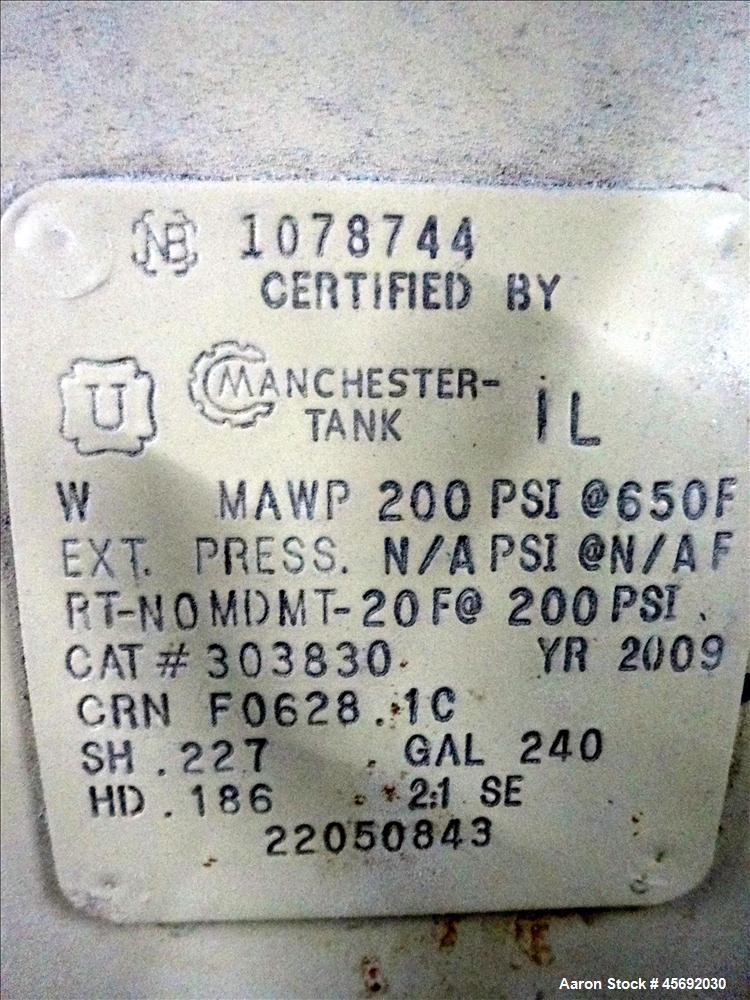 NB 1078744
CERTIFIED BY
U MANCHESTER-
TANK IL
W MAWP 200 PSI @650F
EXT. PRESS. N/A PSI @N/A F
RT-NO MDMT-20F@ 200 PSI.
CAT# 303830. YR 2009
CRN F0628.1C
SH .227 GAL 240
HD .186 2:1 SE
22050843
Aaron Stock # 45692030